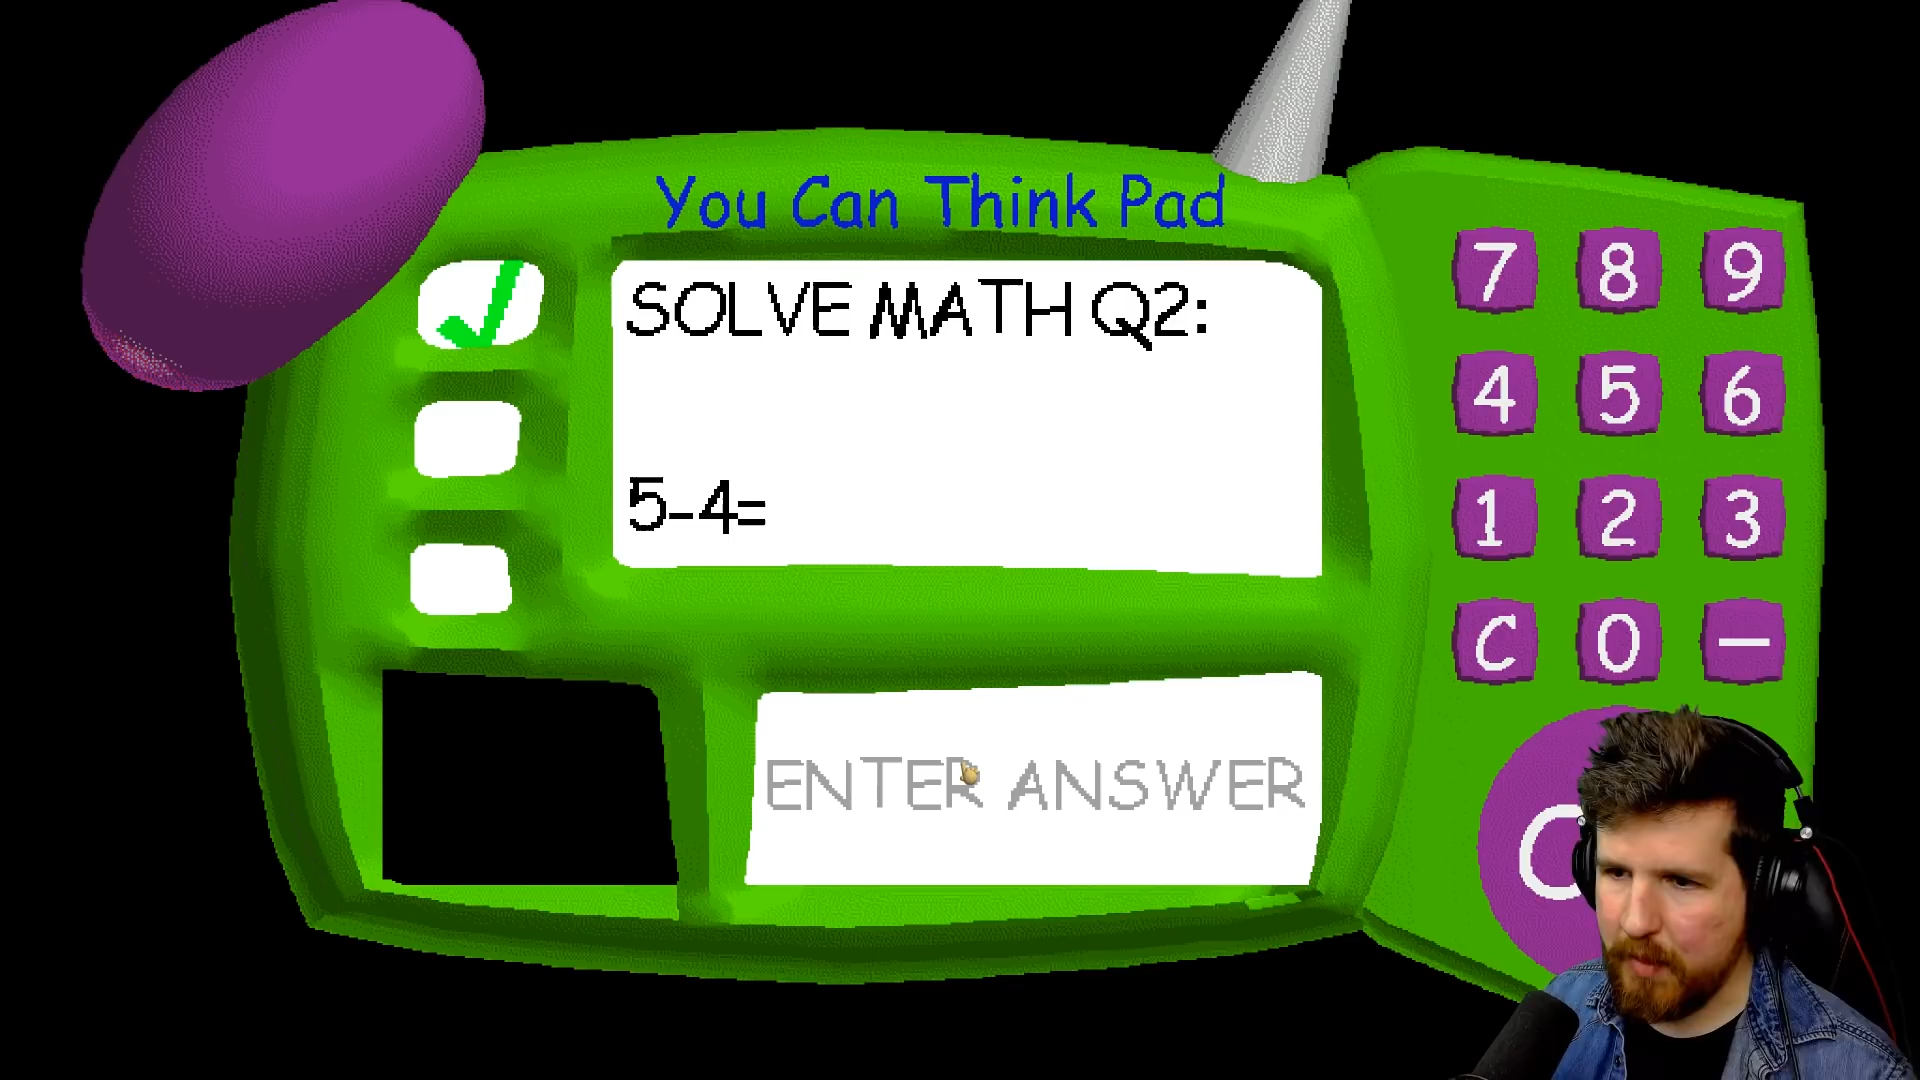 You Can Think Pad
SOLVE MATH Q2:
5-4=
ENTER ANSWER
7 8 9
4 5 6
1 2 3
C 0 −